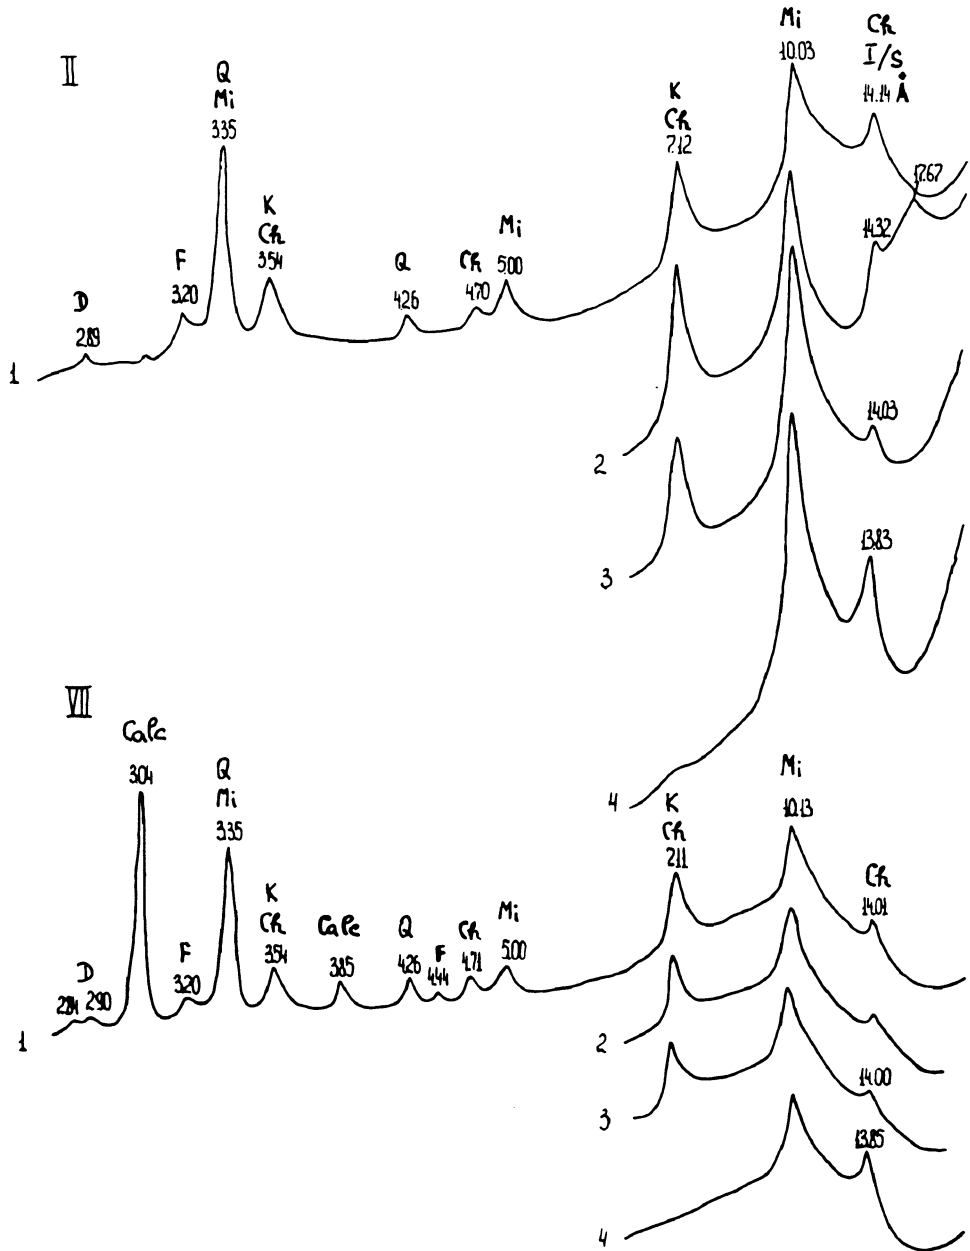 II
Q
Mi
3.35
K
Ch
3.54
F
3.20
D
2.89
Q
4.26
Ch
4.70
Mi
5.00
K
Ch
7.12
Mi
10.03
Ch
I/S
14.14 Å
17.67
14.32
14.03
13.83
1
2
3
4
VII
Calc
3.04
Q
Mi
3.35
D
2.84 2.90
F
3.20
K
Ch
3.54
Calc
3.85
Q
4.26
F
4.44
Ch
4.71
Mi
5.00
K
Ch
7.11
Mi
10.13
Ch
14.01
14.00
13.85
1
2
3
4